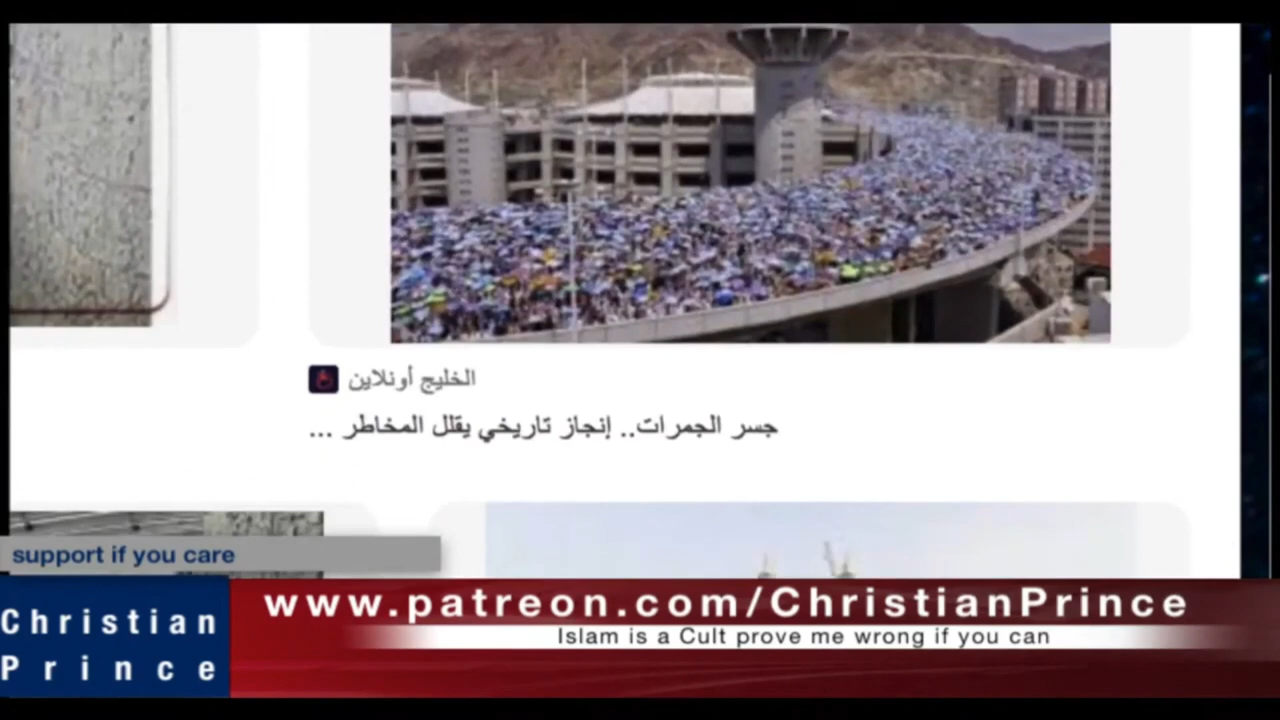 الخليج أونلاين
جسر الجمرات.. إنجاز تاريخي يقلل المخاطر ...
support if you care
Christian
Prince
www.patreon.com/ChristianPrince
Islam is a Cult prove me wrong if you can